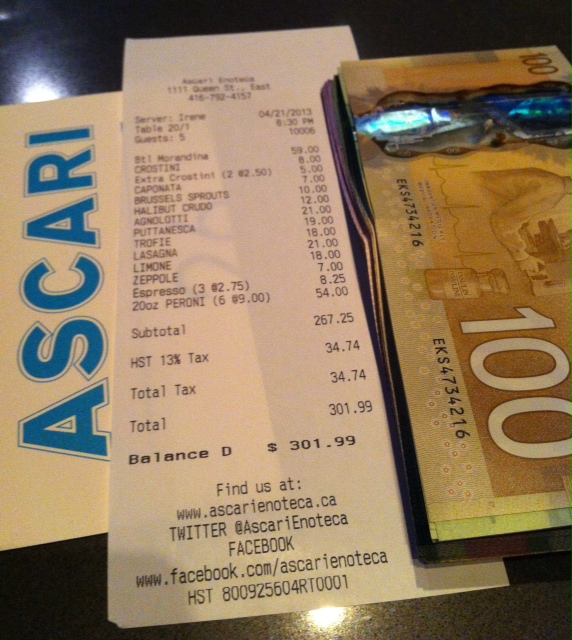 ASCARI
Ascari Enoteca
1111 Queen St., East
416-792-4157
Server: Irene 04/21/2013
Table 20/1 8:30 PM
Guests: 5 10006
Btl Morandina 59.00
CROSTINI 8.00
Extra Crostini (2 @2.50) 5.00
CAPONATA 7.00
BRUSSELS SPROUTS 10.00
HALIBUT CRUDO 12.00
AGNOLOTTI 21.00
PUTTANESCA 19.00
TROFIE 18.00
LASAGNA 21.00
LIMONE 18.00
ZEPPOLE 7.00
Espresso (3 @2.75) 8.25
20oz PERONI (6 @9.00) 54.00
Subtotal 267.25
HST 13% Tax 34.74
Total Tax 34.74
Total 301.99
Balance D $ 301.99
Find us at:
www.ascarienoteca.ca
TWITTER @AscariEnoteca
FACEBOOK
www.facebook.com/ascarienoteca
HST 800925604RT0001
100
EKS4734216
EKS4734216
100